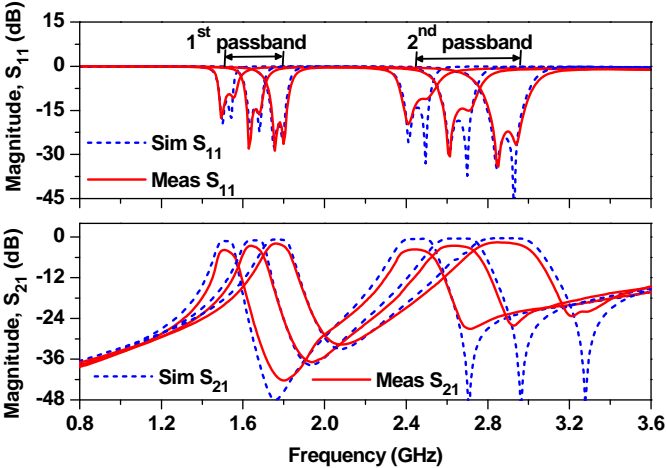 Magnitude, S11 (dB)
0
-15
-30
-45
1st passband
2nd passband
Sim S11
Meas S11
Magnitude, S21 (dB)
0
-12
-24
-36
-48
Sim S21
Meas S21
0.8 1.2 1.6 2.0 2.4 2.8 3.2 3.6
Frequency (GHz)